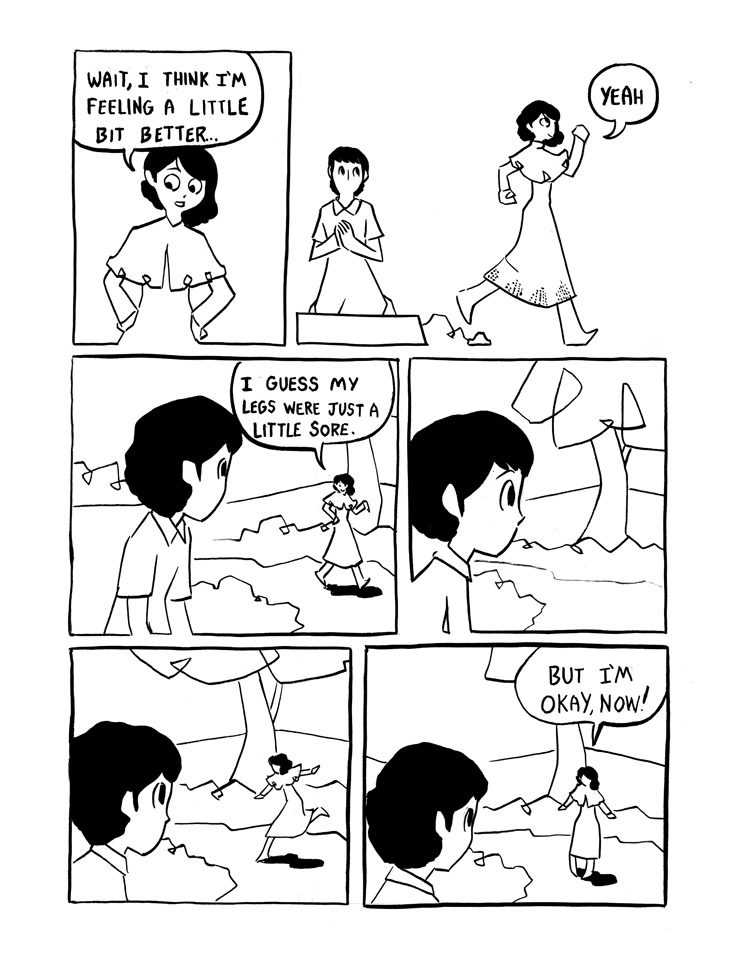 WAIT, I THINK I'M
FEELING A LITTLE
BIT BETTER...
YEAH
I GUESS MY
LEGS WERE JUST A
LITTLE SORE.
BUT I'M
OKAY, NOW!